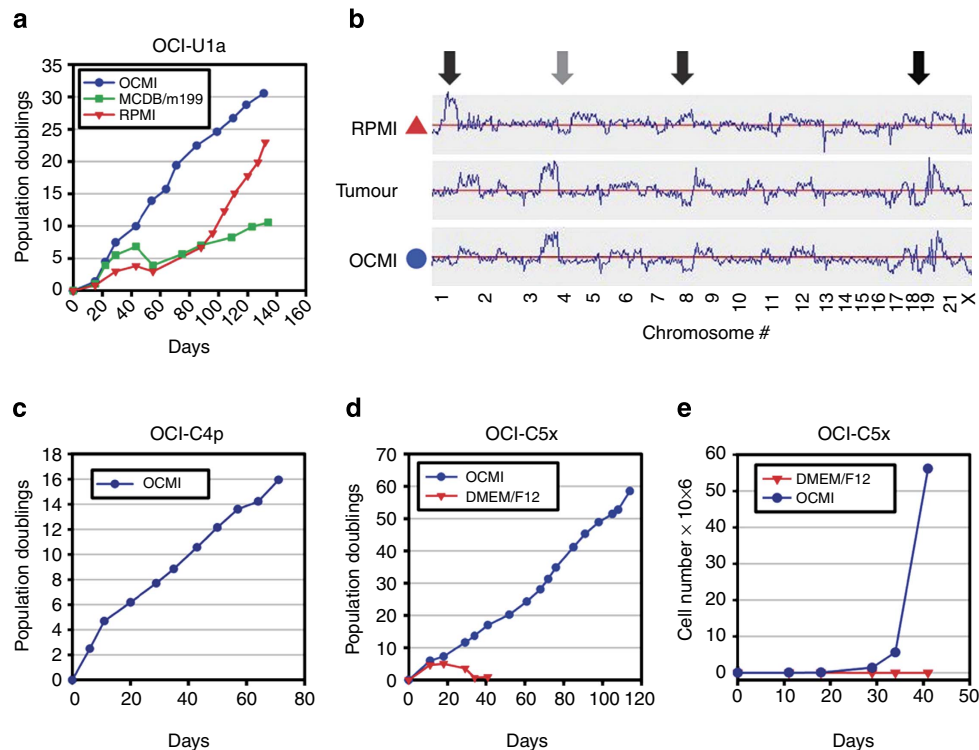 a
OCI-U1a
OCMI
MCDB/m199
RPMI
Population doublings
35
30
25
20
15
10
5
0
0 20 40 60 80 100 120 140 160
Days
b
RPMI
Tumour
OCMI
1 2 3 4 5 6 7 8 9 10 11 12 13 14 15 16 17 18 19 21 X
Chromosome #
c
OCI-C4p
OCMI
Population doublings
18
16
14
12
10
8
6
4
2
0
0 20 40 60 80
Days
d
OCI-C5x
OCMI
DMEM/F12
Population doublings
70
60
50
40
30
20
10
0
0 20 40 60 80 100 120
Days
e
OCI-C5x
DMEM/F12
OCMI
Cell number × 10×6
60
50
40
30
20
10
0
0 10 20 30 40 50
Days